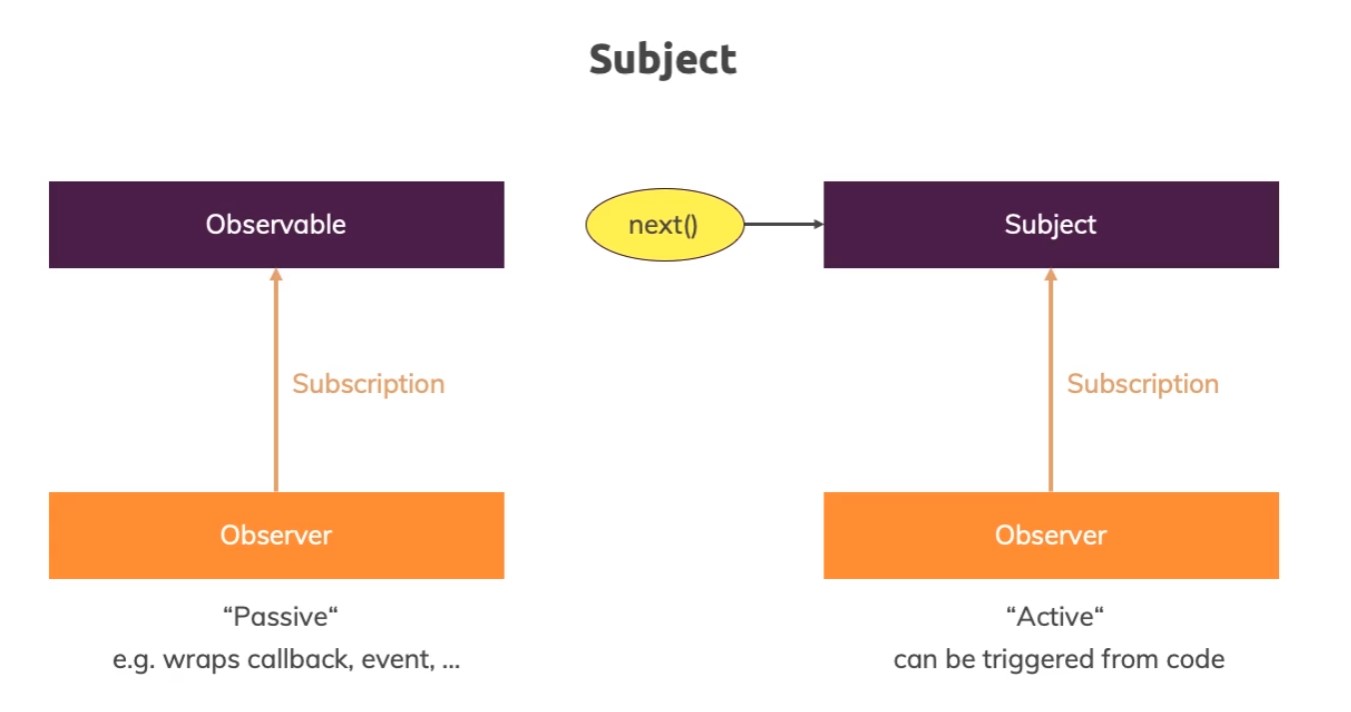 Subject
Observable
next()
Subject
Subscription
Subscription
Observer
Observer
“Passive“
“Active“
e.g. wraps callback, event, ...
can be triggered from code